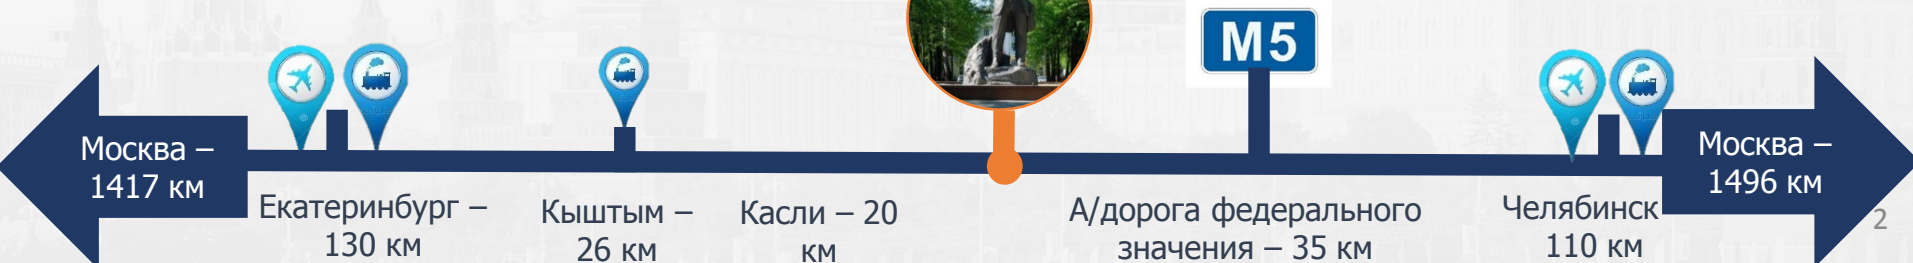 М5
Москва –
1417 км
Екатеринбург –
130 км
Кыштым –
26 км
Касли – 20
км
А/дорога федерального
значения – 35 км
Челябинск
110 км
Москва –
1496 км
2